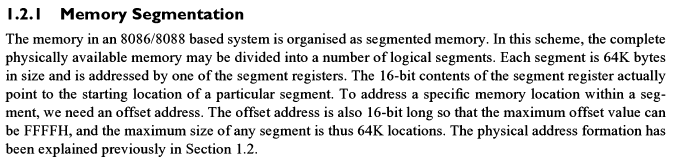 1.2.1 Memory Segmentation
The memory in an 8086/8088 based system is organised as segmented memory. In this scheme, the complete
physically available memory may be divided into a number of logical segments. Each segment is 64K bytes
in size and is addressed by one of the segment registers. The 16-bit contents of the segment register actually
point to the starting location of a particular segment. To address a specific memory location within a seg-
ment, we need an offset address. The offset address is also 16-bit long so that the maximum offset value can
be FFFFH, and the maximum size of any segment is thus 64K locations. The physical address formation has
been explained previously in Section 1.2.